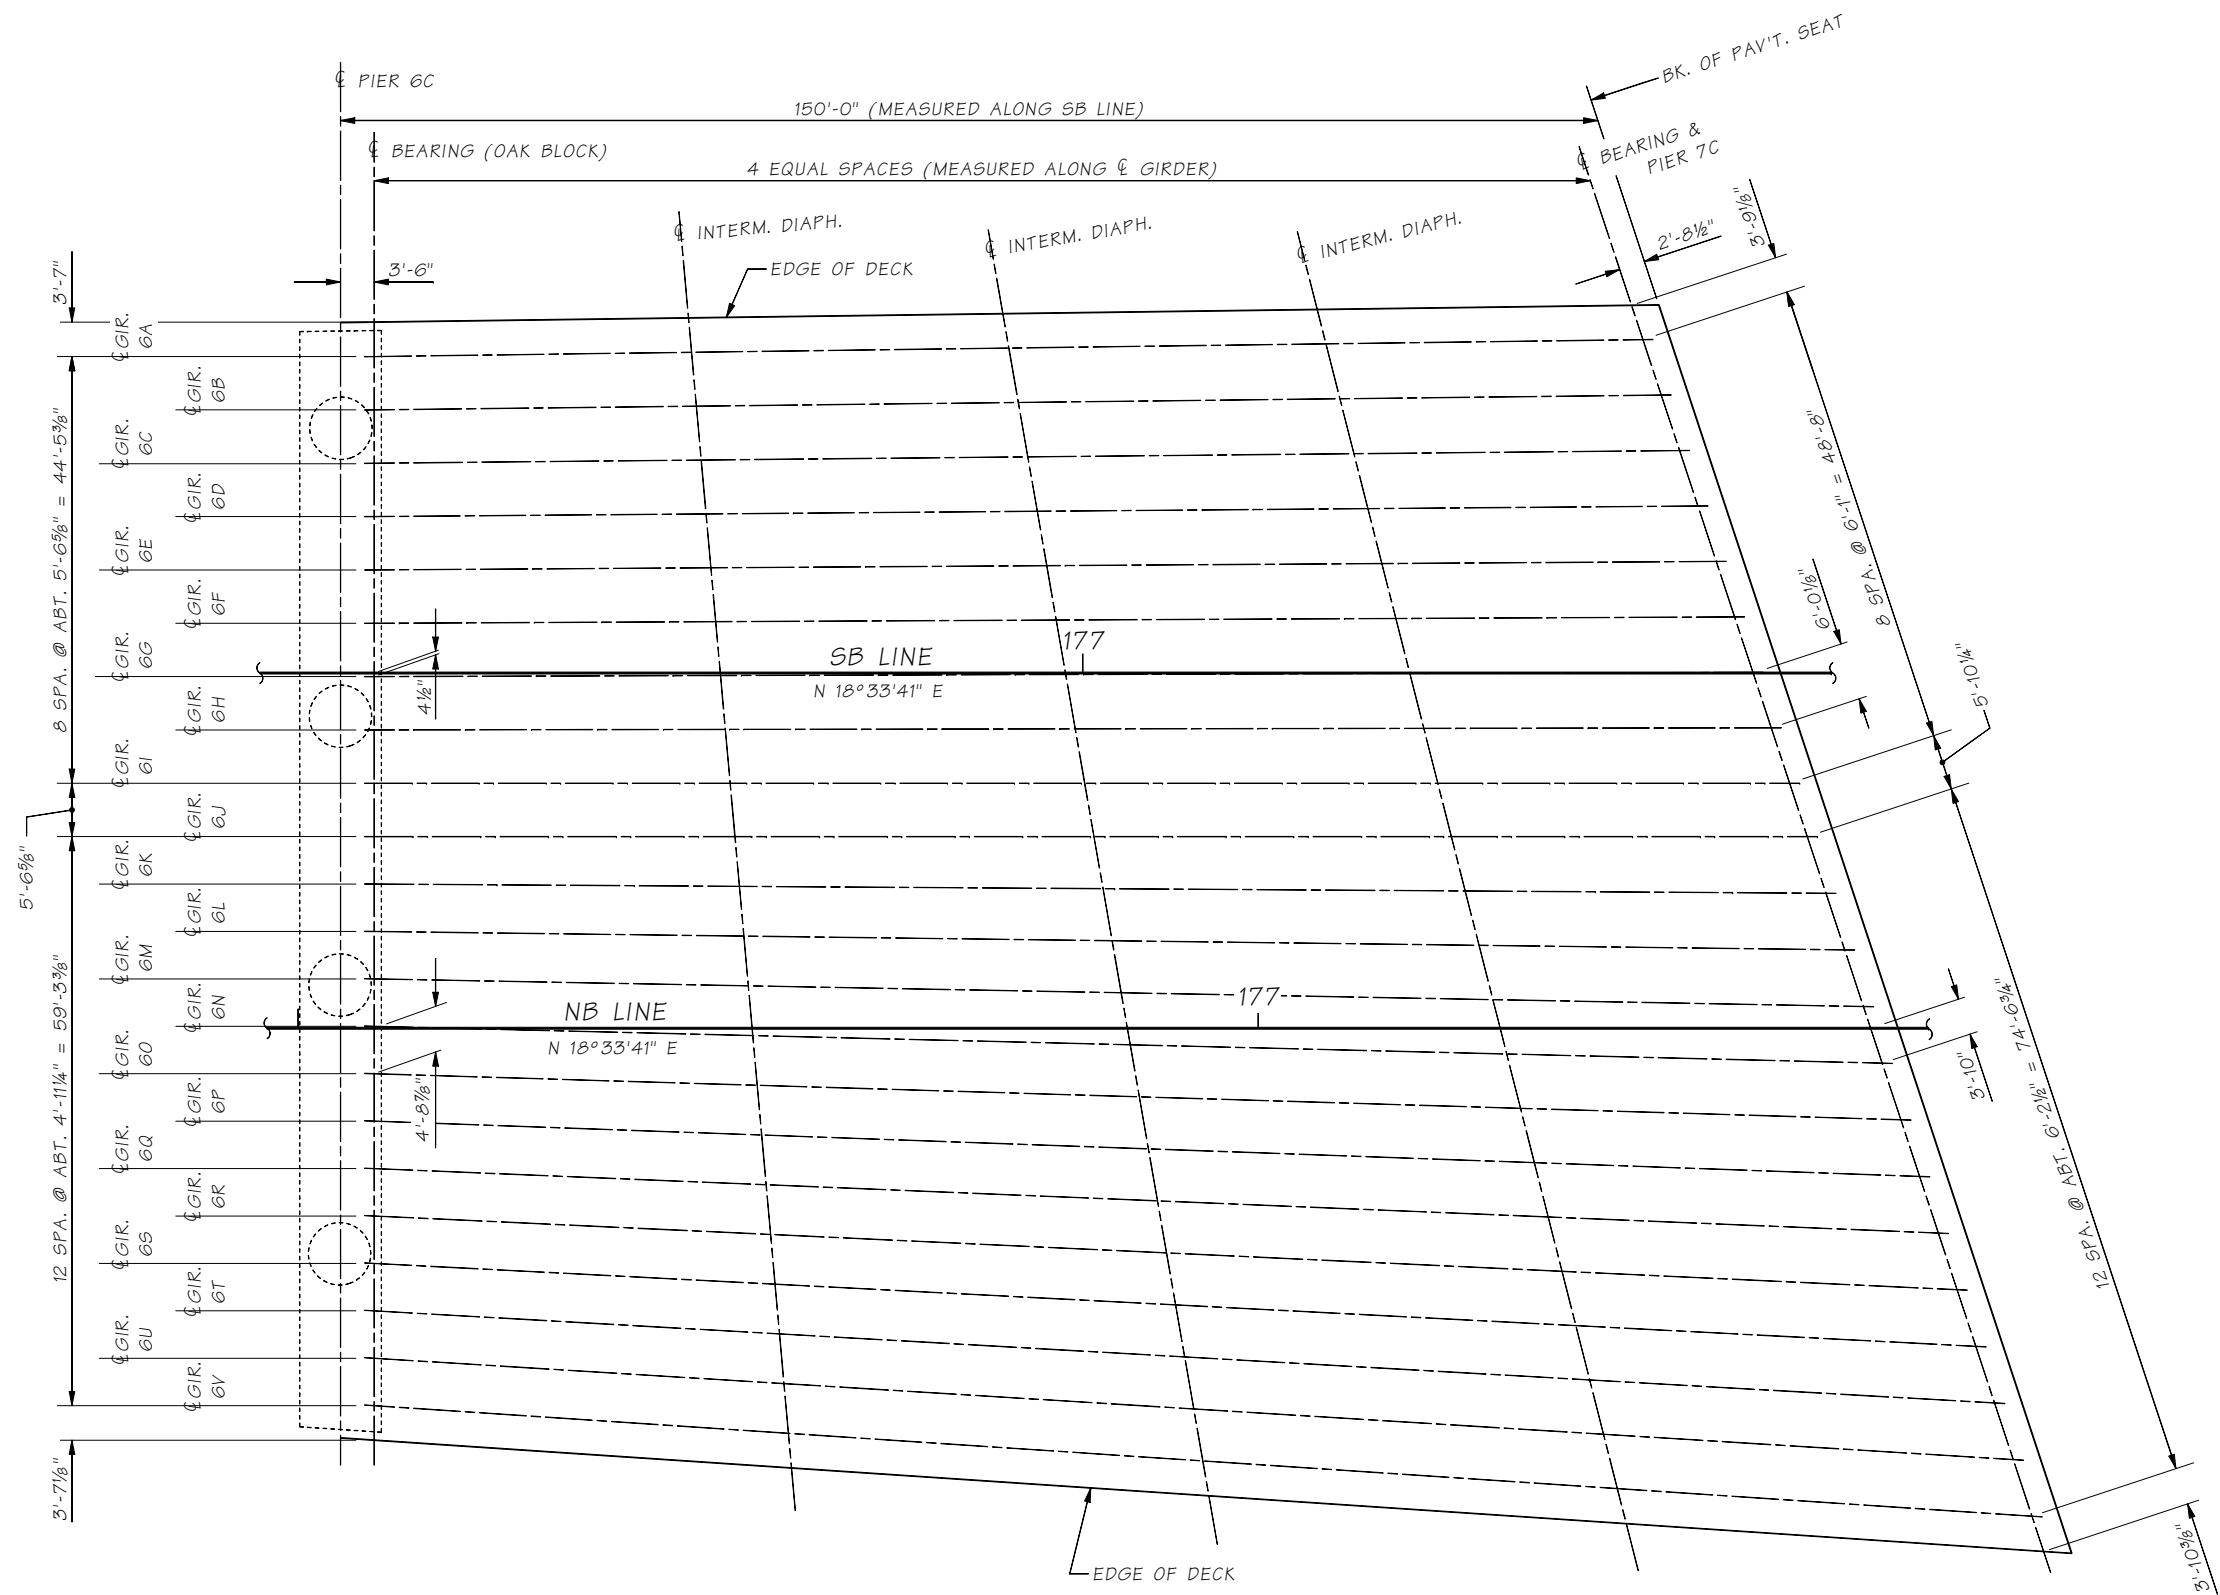 BK. OF PAV'T. SEAT
℄ PIER 6C
150'-0" (MEASURED ALONG SB LINE)
℄ BEARING (OAK BLOCK)
4 EQUAL SPACES (MEASURED ALONG ℄ GIRDER)
℄ BEARING &
PIER 7C
℄ INTERM. DIAPH.
℄ INTERM. DIAPH.
℄ INTERM. DIAPH.
2'-8½"
3'-9⅛"
3'-7"
3'-6"
EDGE OF DECK
℄ GIR.
6A
℄ GIR.
6B
℄ GIR.
6C
℄ GIR.
6D
℄ GIR.
6E
℄ GIR.
6F
℄ GIR.
6G
℄ GIR.
6H
℄ GIR.
6I
℄ GIR.
6J
℄ GIR.
6K
℄ GIR.
6L
℄ GIR.
6M
℄ GIR.
6N
℄ GIR.
6O
℄ GIR.
6P
℄ GIR.
6Q
℄ GIR.
6R
℄ GIR.
6S
℄ GIR.
6T
℄ GIR.
6U
℄ GIR.
6V
8 SPA. @ ABT. 5'-6⅝" = 44'-5⅜"
5'-6⅝"
12 SPA. @ ABT. 4'-11¼" = 59'-3⅜"
3'-7⅛"
SB LINE
177
N 18°33'41" E
4½"
NB LINE
177
N 18°33'41" E
4'-8⅞"
8 SPA. @ 6'-1" = 48'-8"
6'-0⅛"
5'-10¼"
12 SPA. @ ABT. 6'-2½" = 74'-6¾"
3'-10"
3'-10⅜"
EDGE OF DECK